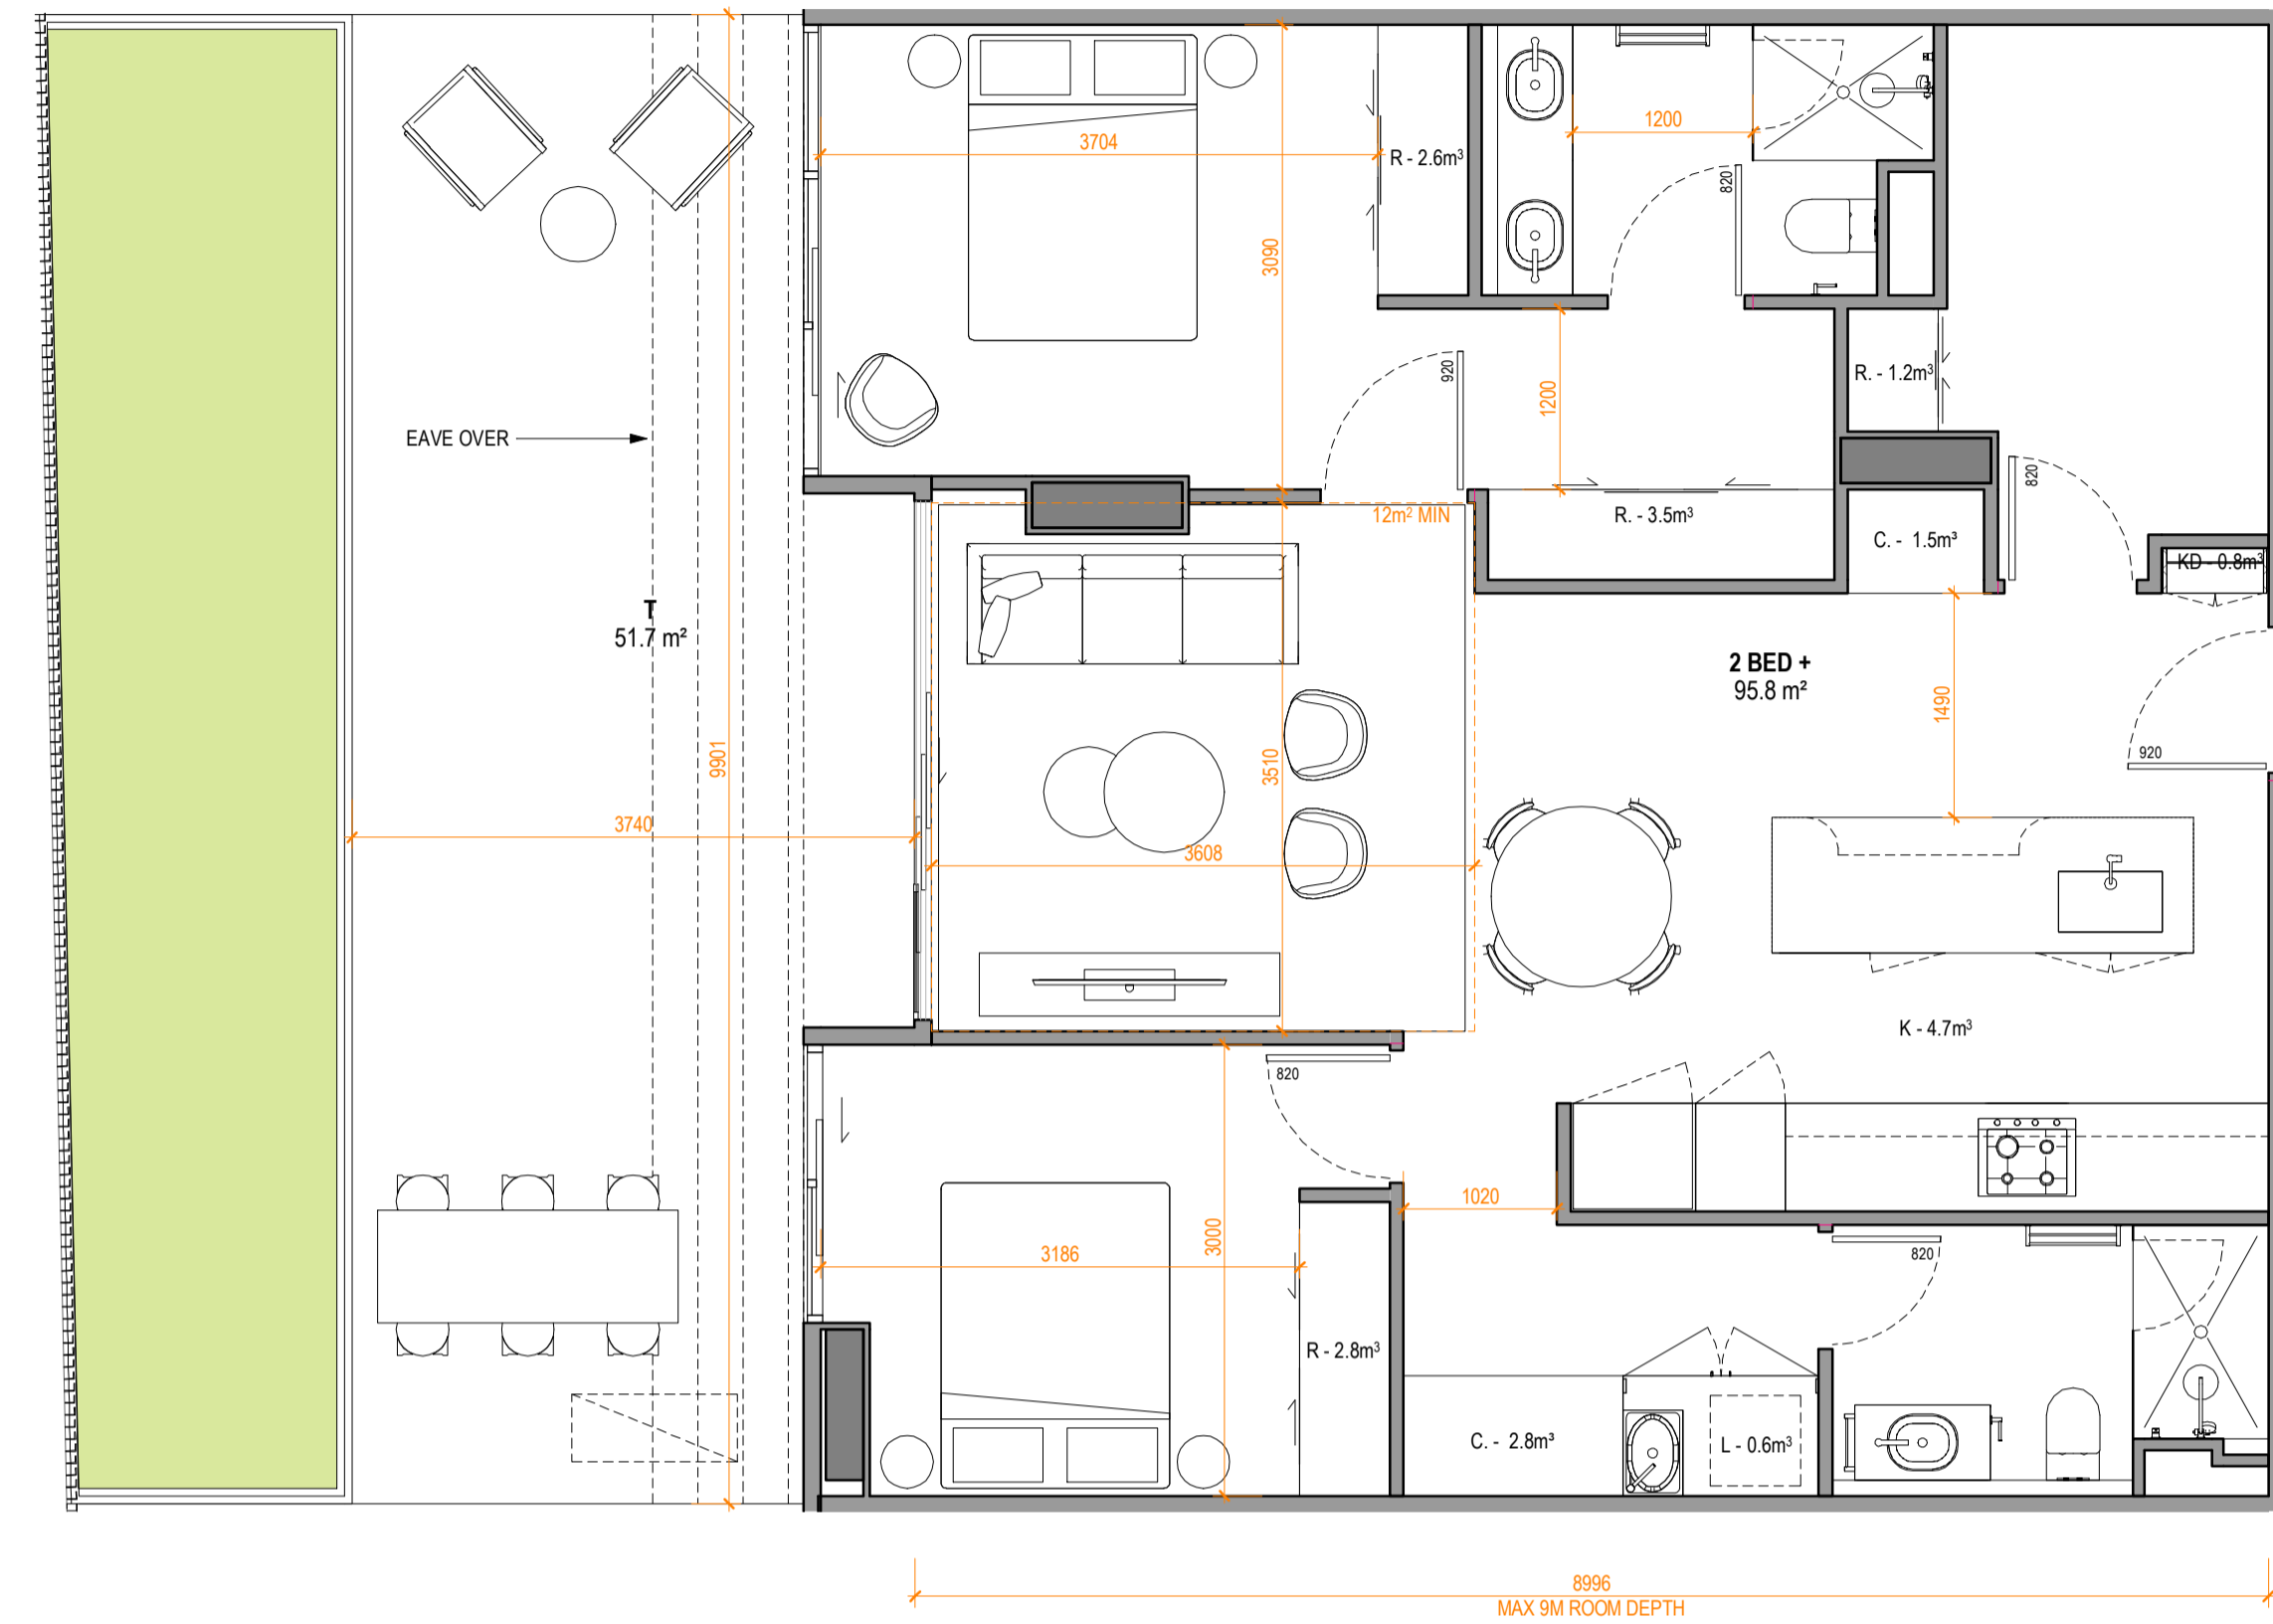 1200
3704
R - 2.6m³
820
3090
920
1200
R. - 1.2m³
EAVE OVER
820
12m² MIN
R. - 3.5m³
C. - 1.5m³
KD - 0.8m³
T
51.7 m²
2 BED +
95.8 m²
1490
9901
3510
920
3740
3608
K - 4.7m³
820
1020
3186
3000
820
R - 2.8m³
C. - 2.8m³
L - 0.6m³
8996
MAX 9M ROOM DEPTH